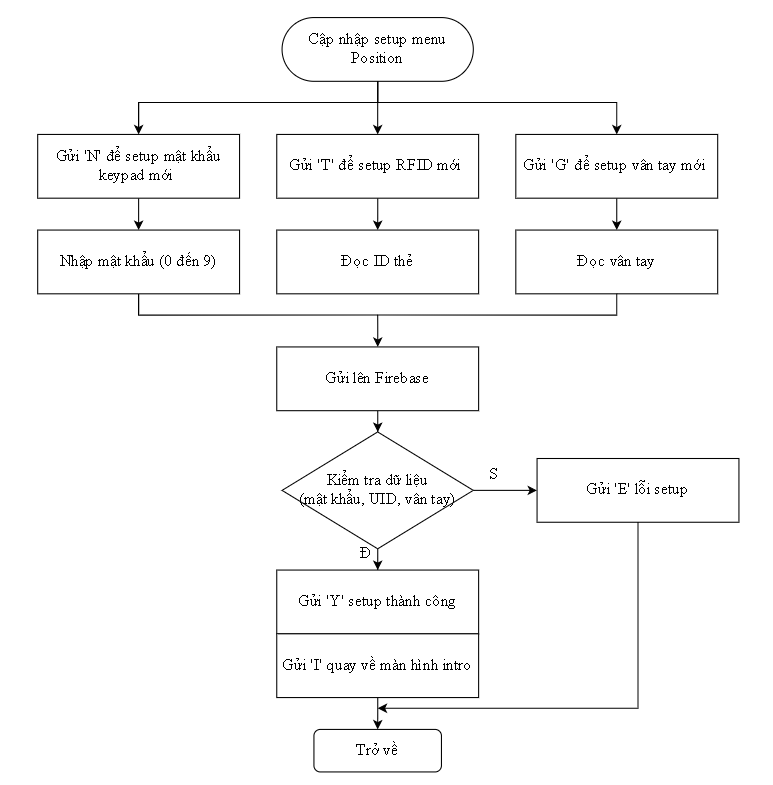 Cập nhập setup menu
Position
Gửi 'N' để setup mật khẩu
keypad mới
Gửi 'T' để setup RFID mới
Gửi 'G' để setup vân tay mới
Nhập mật khẩu (0 đến 9)
Đọc ID thẻ
Đọc vân tay
Gửi lên Firebase
Kiểm tra dữ liệu
(mật khẩu, UID, vân tay)
S
Gửi 'E' lỗi setup
Đ
Gửi 'Y' setup thành công
Gửi 'I' quay về màn hình intro
Trở về